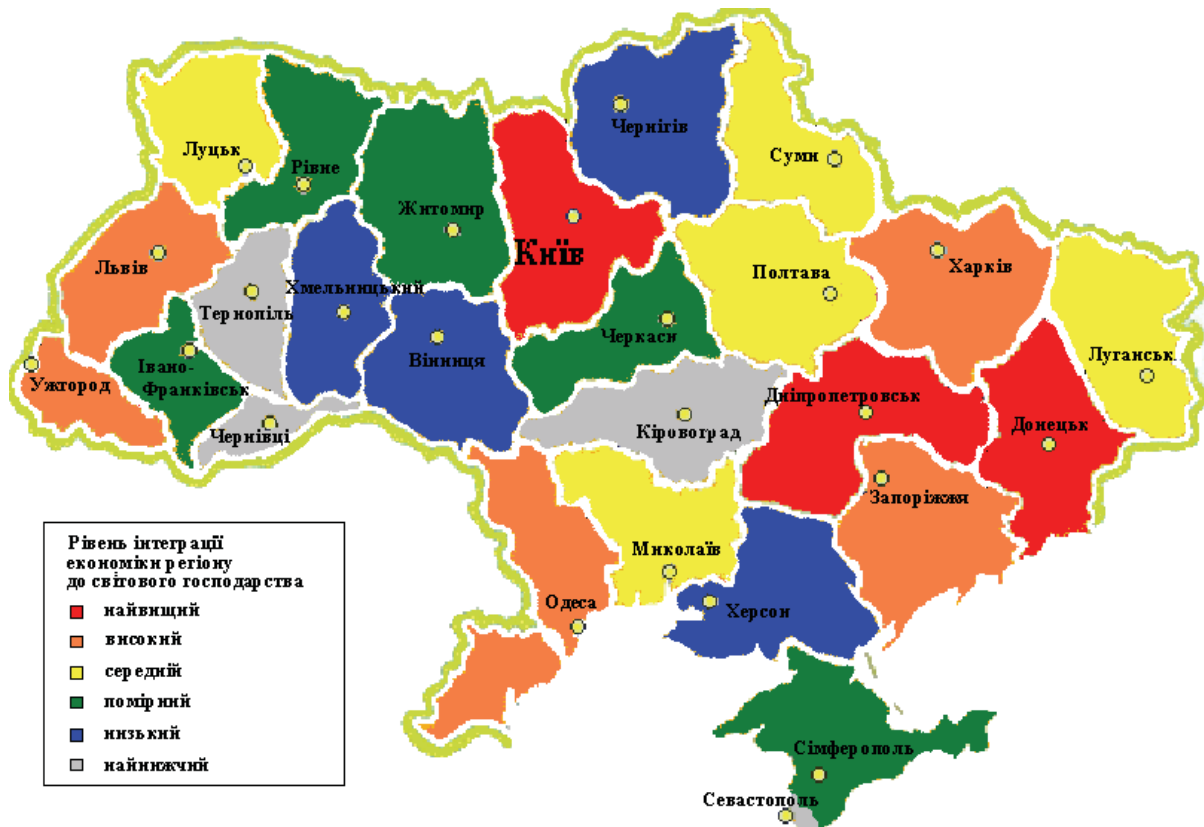 Чернігів
Луцьк
Рівне
Суми
Житомир
Київ
Львів
Полтава
Харків
Хмельницький
Тернопіль
Черкаси
Вінниця
Луганськ
Івано-
Франківськ
Ужгород
Дніпропетровськ
Чернівці
Кіровоград
Донецьк
Запоріжжя
Миколаїв
Одеса
Херсон
Сімферополь
Севастополь
Рівень інтеграції
економіки регіону
до світового господарства
найвищий
високий
середній
помірний
низький
найнижчий